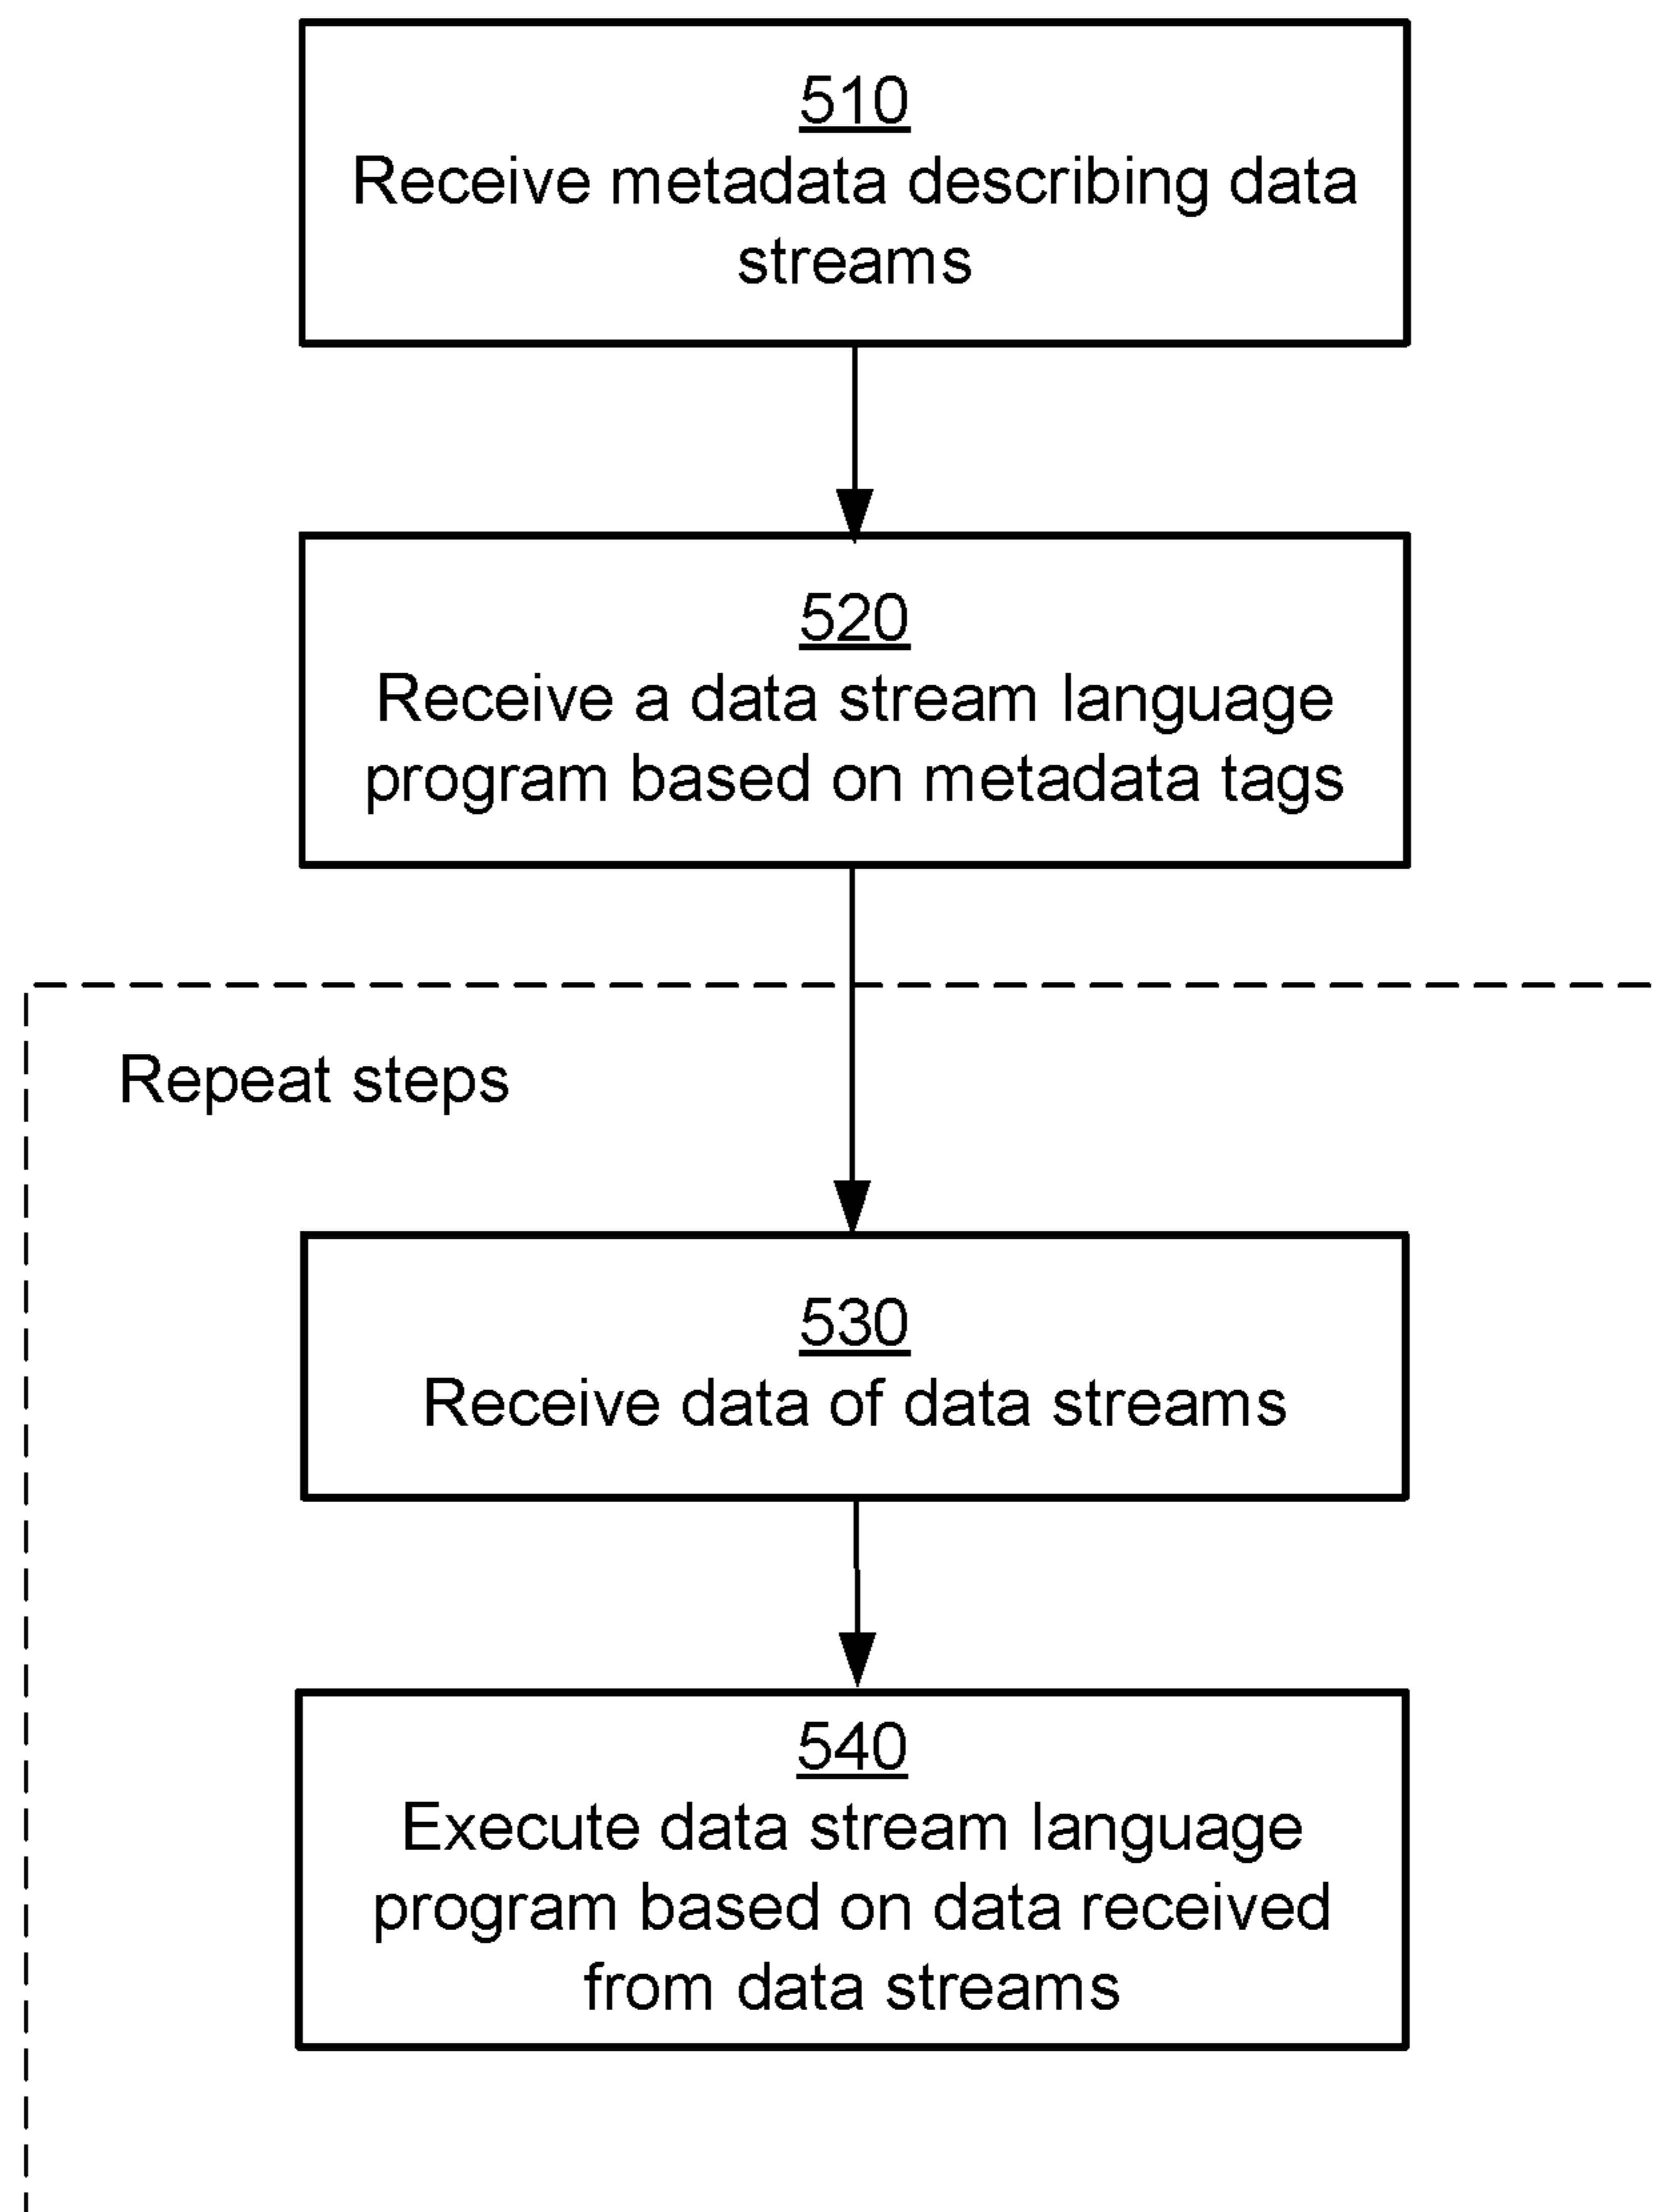 510
Receive metadata describing data
streams
520
Receive a data stream language
program based on metadata tags
Repeat steps
530
Receive data of data streams
540
Execute data stream language
program based on data received
from data streams